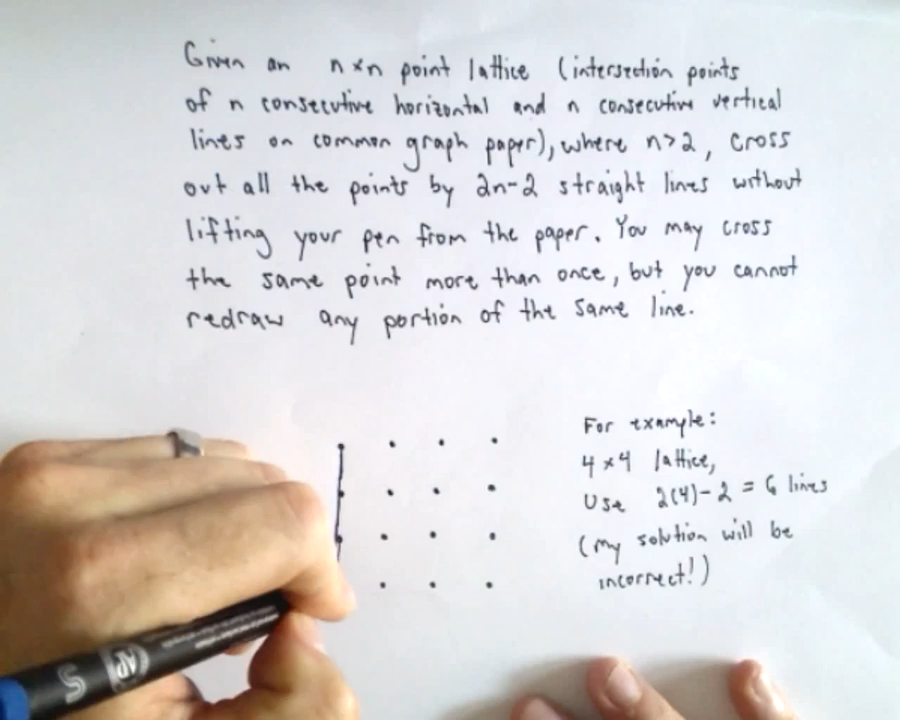 Given an n×n point lattice (intersection points
of n consecutive horizontal and n consecutive vertical
lines on common graph paper), where n>2, cross
out all the points by 2n-2 straight lines without
lifting your pen from the paper. You may cross
the same point more than once, but you cannot
redraw any portion of the same line.
For example:
4×4 lattice,
Use 2(4)-2 = 6 lines
(my solution will be
incorrect!)
S
AP